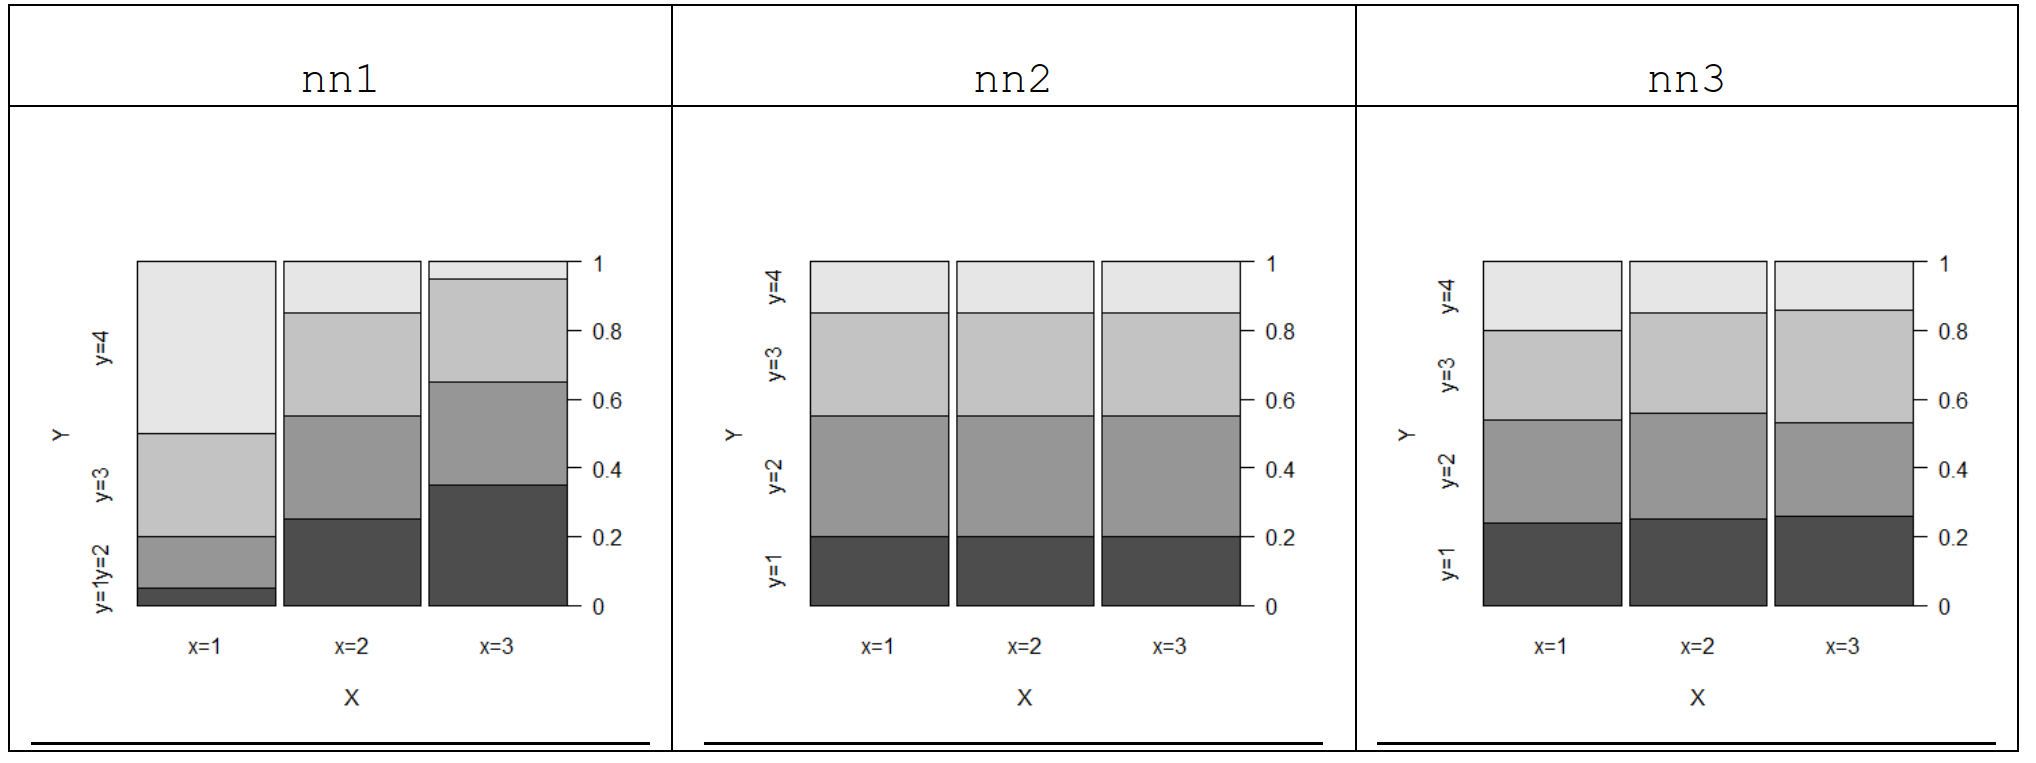 nn1
nn2
nn3
Y
y=4
y=3
y=2
y=1
1
0.8
0.6
0.4
0.2
0
x=1 x=2 x=3
X
Y
y=4
y=3
y=2
y=1
1
0.8
0.6
0.4
0.2
0
x=1 x=2 x=3
X
Y
y=4
y=3
y=2
y=1
1
0.8
0.6
0.4
0.2
0
x=1 x=2 x=3
X